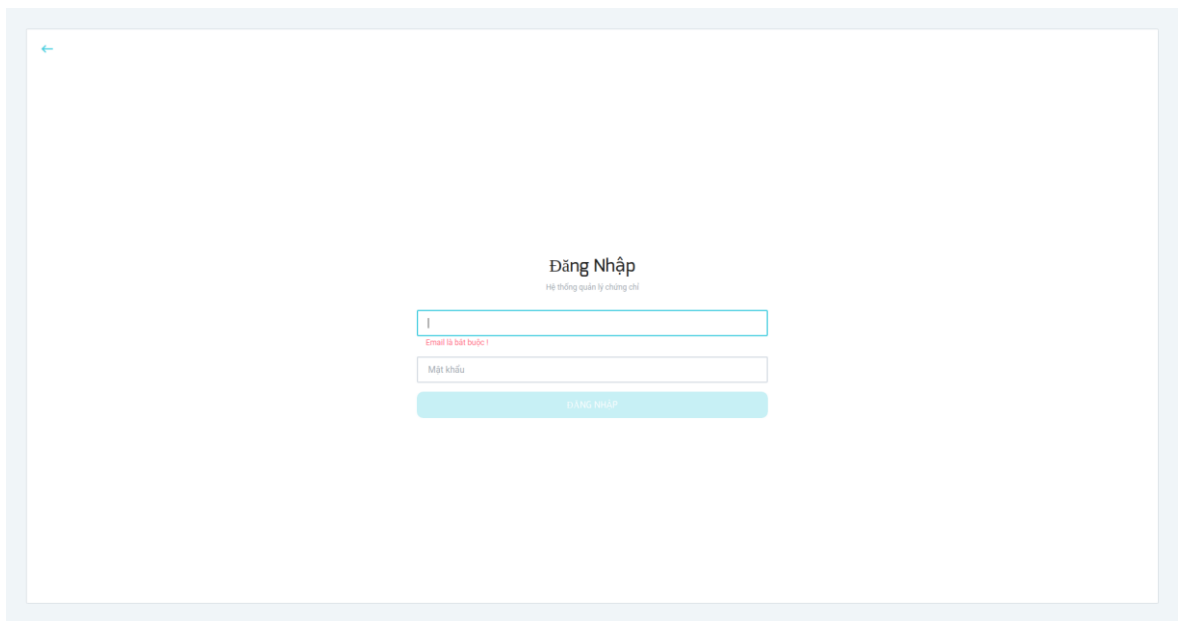 Đăng Nhập
Hệ thống quản lý chứng chỉ
Email là bắt buộc !
Mật khẩu
ĐĂNG NHẬP